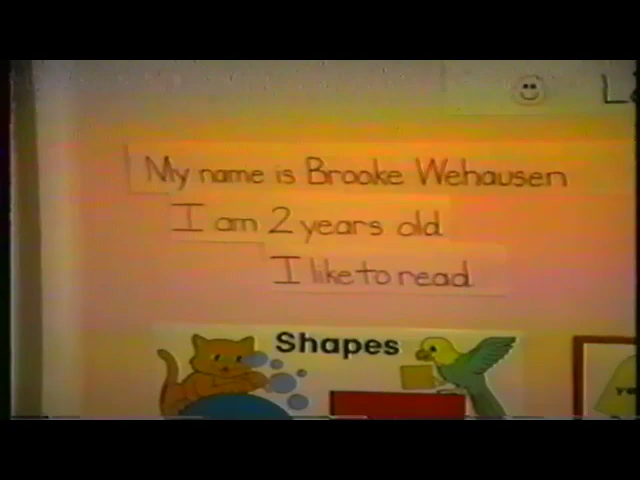 My name is Brooke Wehausen
I am 2 years old
I like to read
Shapes